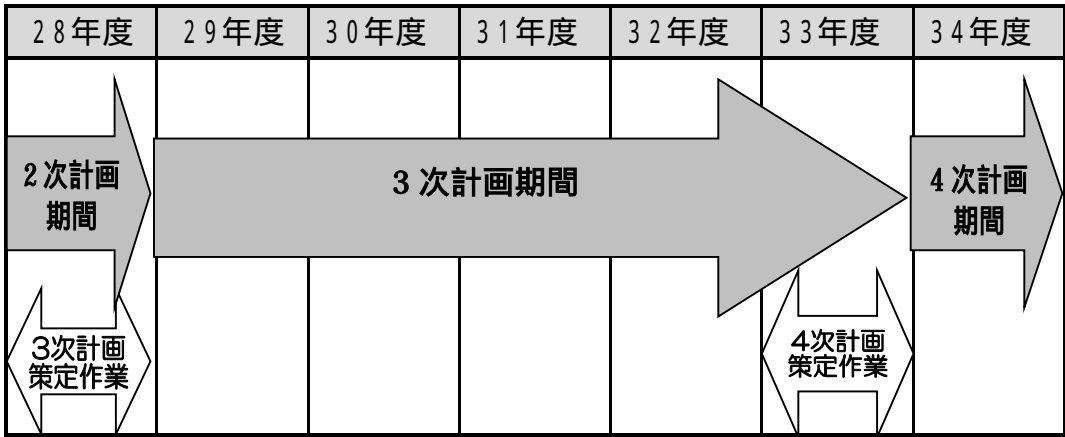 28年度 29年度 30年度 31年度 32年度 33年度 34年度
2次計画
期間
3次計画期間
4次計画
期間
3次計画
策定作業
4次計画
策定作業